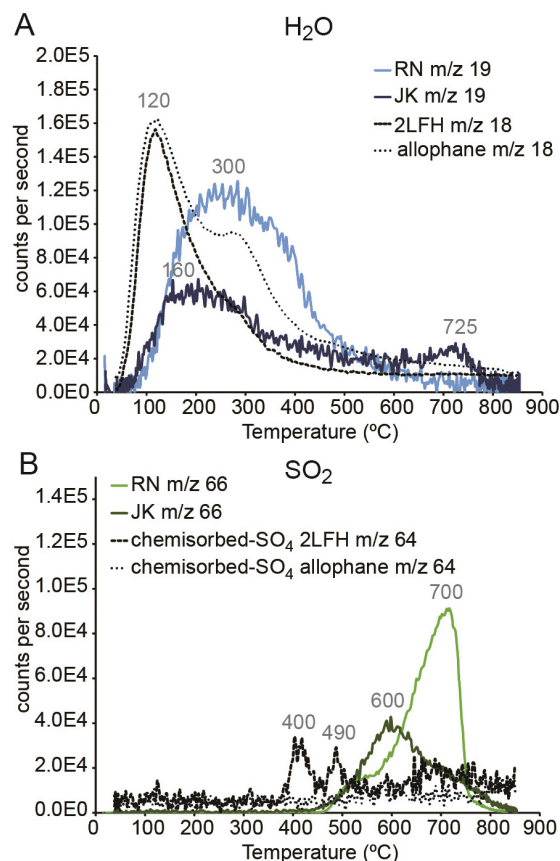 A
H₂O
RN m/z 19
JK m/z 19
2LFH m/z 18
allophane m/z 18
counts per second
2.0E5
1.8E5
1.6E5
1.4E5
1.2E5
1.0E5
8.0E4
6.0E4
4.0E4
2.0E4
0.0E0
120
300
160
725
0 100 200 300 400 500 600 700 800 900
Temperature (ºC)
B
SO₂
RN m/z 66
JK m/z 66
chemisorbed-SO₄ 2LFH m/z 64
chemisorbed-SO₄ allophane m/z 64
counts per second
1.4E5
1.2E5
1.0E5
8.0E4
6.0E4
4.0E4
2.0E4
0.0E0
700
600
400
490
0 100 200 300 400 500 600 700 800 900
Temperature (ºC)